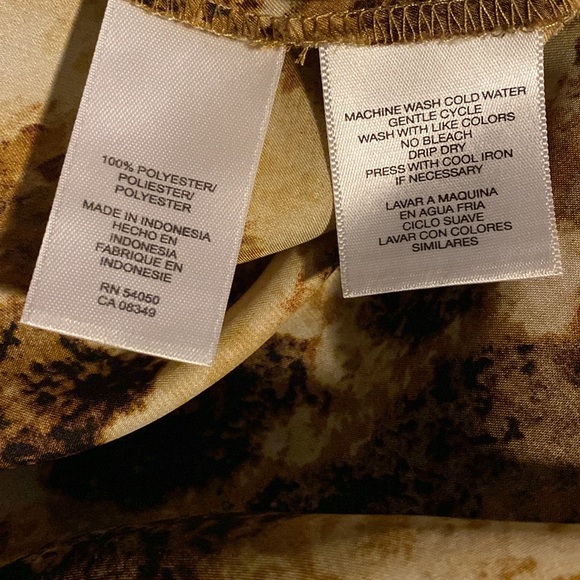 100% POLYESTER/
POLIESTER/
POLYESTER
MADE IN INDONESIA
HECHO EN
INDONESIA
FABRIQUE EN
INDONESIE
RN 54050
CA 08349
MACHINE WASH COLD WATER
GENTLE CYCLE
WASH WITH LIKE COLORS
NO BLEACH
DRIP DRY
PRESS WITH COOL IRON
IF NECESSARY
LAVAR A MAQUINA
EN AGUA FRIA
CICLO SUAVE
LAVAR CON COLORES
SIMILARES